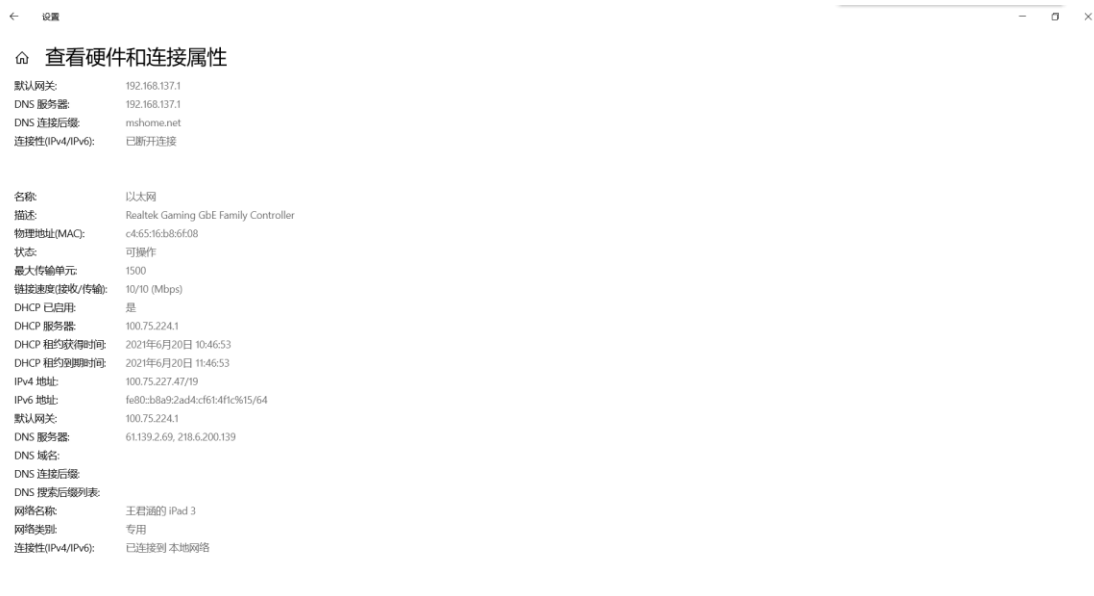 设置
查看硬件和连接属性
默认网关: 192.168.137.1
DNS 服务器: 192.168.137.1
DNS 连接后缀: mshome.net
连接性(IPv4/IPv6): 已断开连接
名称: 以太网
描述: Realtek Gaming GbE Family Controller
物理地址(MAC): c4:65:16:b8:6f:08
状态: 可操作
最大传输单元: 1500
链接速度(接收/传输): 10/10 (Mbps)
DHCP 已启用: 是
DHCP 服务器: 100.75.224.1
DHCP 租约获得时间: 2021年6月20日 10:46:53
DHCP 租约到期时间: 2021年6月20日 11:46:53
IPv4 地址: 100.75.227.47/19
IPv6 地址: fe80::b8a9:2ad4:cf61:4f1c%15/64
默认网关: 100.75.224.1
DNS 服务器: 61.139.2.69, 218.6.200.139
DNS 域名:
DNS 连接后缀:
DNS 搜索后缀列表:
网络名称: 王君涵的 iPad 3
网络类别: 专用
连接性(IPv4/IPv6): 已连接到 本地网络